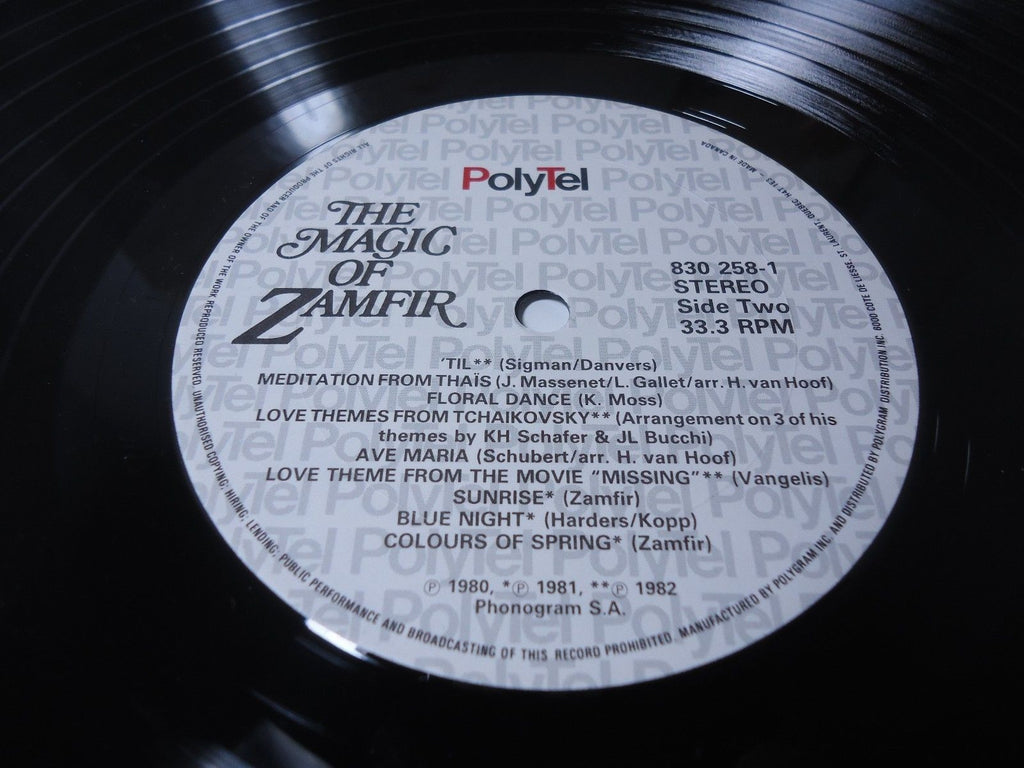 PolyTel
THE
MAGIC
OF
ZAMFIR
830 258-1
STEREO
Side Two
33.3 RPM
'TIL** (Sigman/Danvers)
MEDITATION FROM THAÏS (J. Massenet/L. Gallet/arr. H. van Hoof)
FLORAL DANCE (K. Moss)
LOVE THEMES FROM TCHAIKOVSKY** (Arrangement on 3 of his
themes by KH Schafer & JL Bucchi)
AVE MARIA (Schubert/arr. H. van Hoof)
LOVE THEME FROM THE MOVIE "MISSING"** (Vangelis)
SUNRISE* (Zamfir)
BLUE NIGHT* (Harders/Kopp)
COLOURS OF SPRING* (Zamfir)
℗ 1980, *℗ 1981, **℗ 1982
Phonogram S.A.
ALL RIGHTS OF THE PRODUCER AND OF THE OWNER OF THE WORK REPRODUCED RESERVED. UNAUTHORISED COPYING, HIRING, LENDING, PUBLIC PERFORMANCE AND BROADCASTING OF THIS RECORD PROHIBITED. MANUFACTURED BY POLYGRAM INC. AND DISTRIBUTED BY POLYGRAM DISTRIBUTION INC. 6000 COTE DE LIESSE, ST. LAURENT, QUEBEC H4T 1E3 – MADE IN CANADA